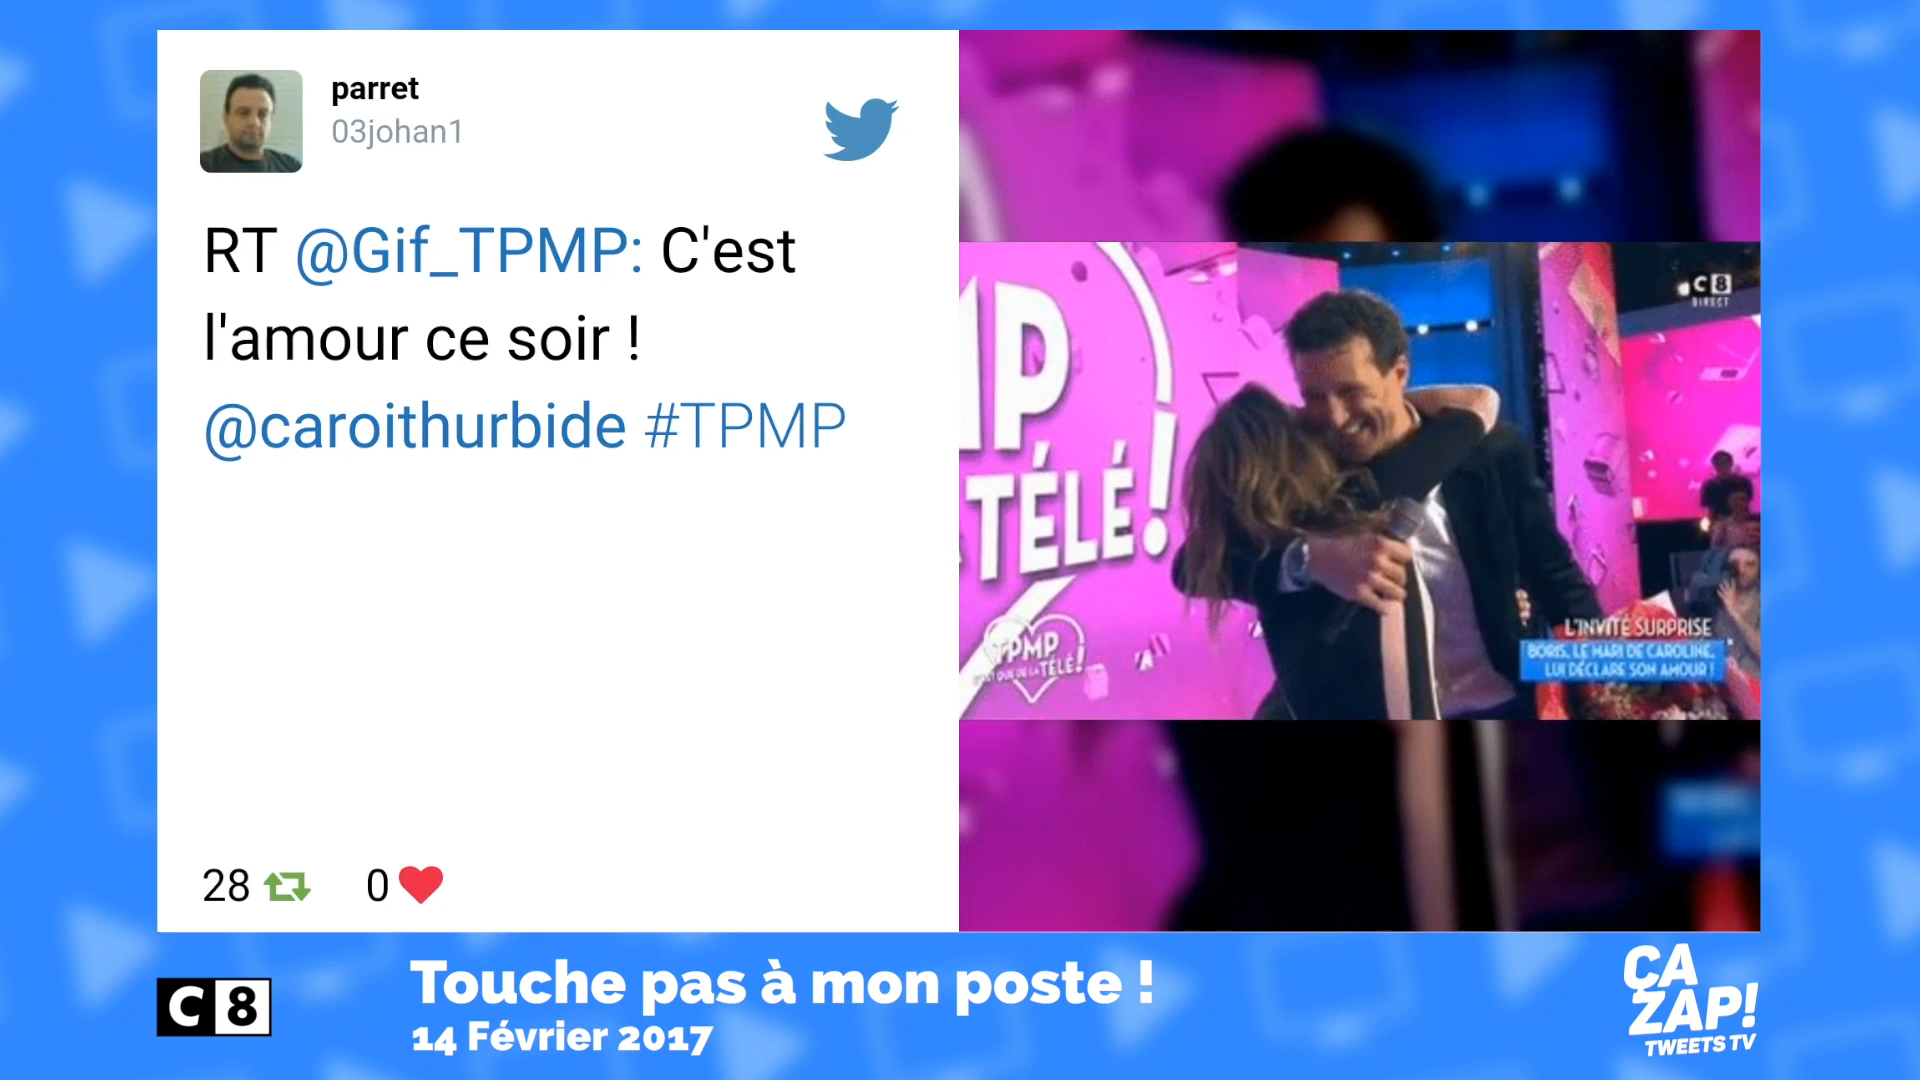 parret
03johan1
RT @Gif_TPMP: C'est
l'amour ce soir !
@caroithurbide #TPMP
28
0
MP
TÉLÉ!
C8
DIRECT
TPMP
TÉLÉ!
L'INVITÉ SURPRISE
BORIS, LE MARI DE CAROLINE,
LUI DÉCLARE SON AMOUR !
C8
Touche pas à mon poste !
14 Février 2017
ÇA
ZAP!
TWEETS TV